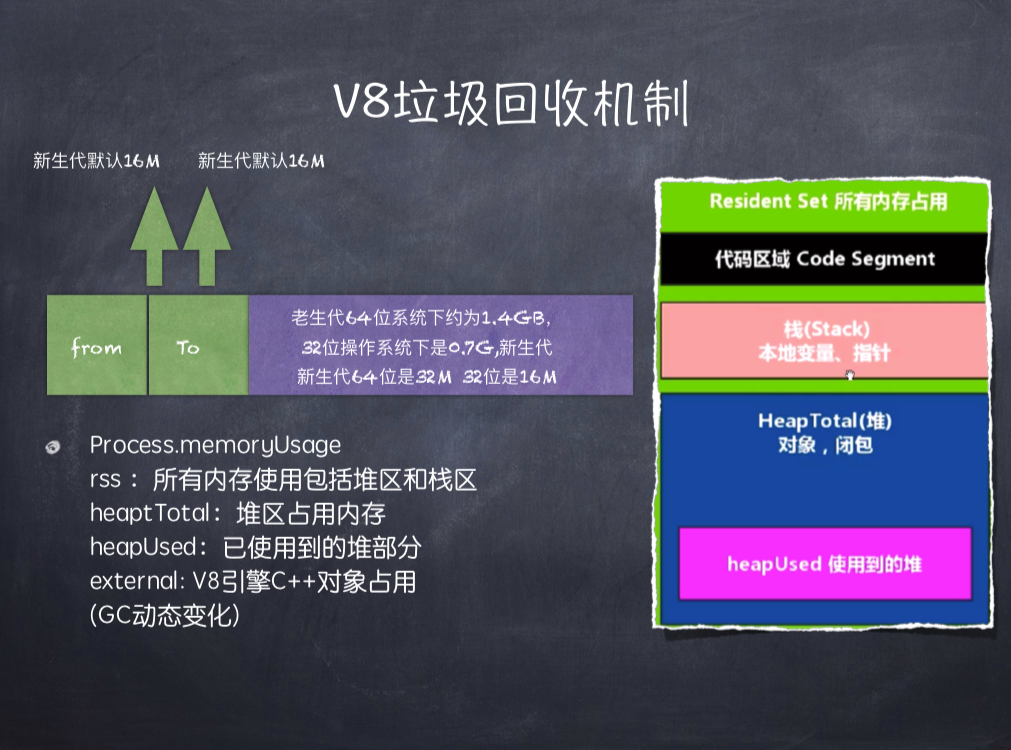 V8垃圾回收机制
新生代默认16M
新生代默认16M
from
To
老生代64位系统下约为1.4GB,
32位操作系统下是0.7G,新生代
新生代64位是32M 32位是16M
Process.memoryUsage
rss： 所有内存使用包括堆区和栈区
heaptTotal：堆区占用内存
heapUsed：已使用到的堆部分
external: V8引擎C++对象占用
(GC动态变化)
Resident Set 所有内存占用
代码区域 Code Segment
栈(Stack)
本地变量、指针
HeapTotal(堆)
对象，闭包
heapUsed 使用到的堆